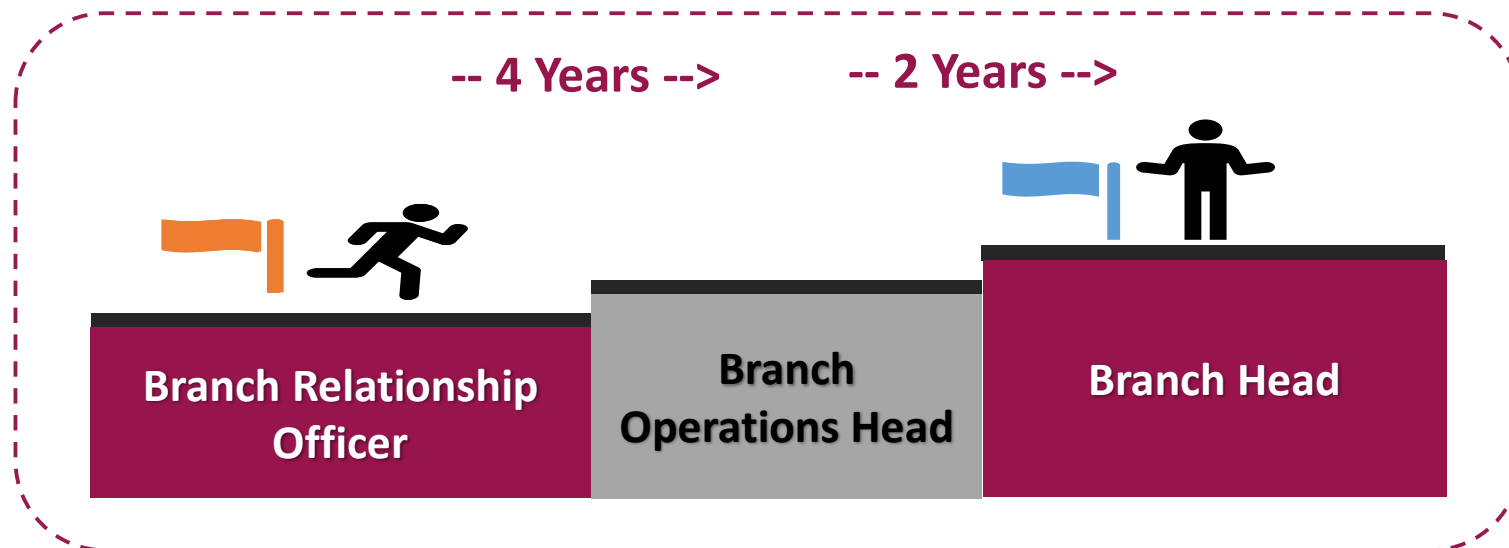 -- 4 Years -->
-- 2 Years -->
Branch Relationship
Officer
Branch
Operations Head
Branch Head